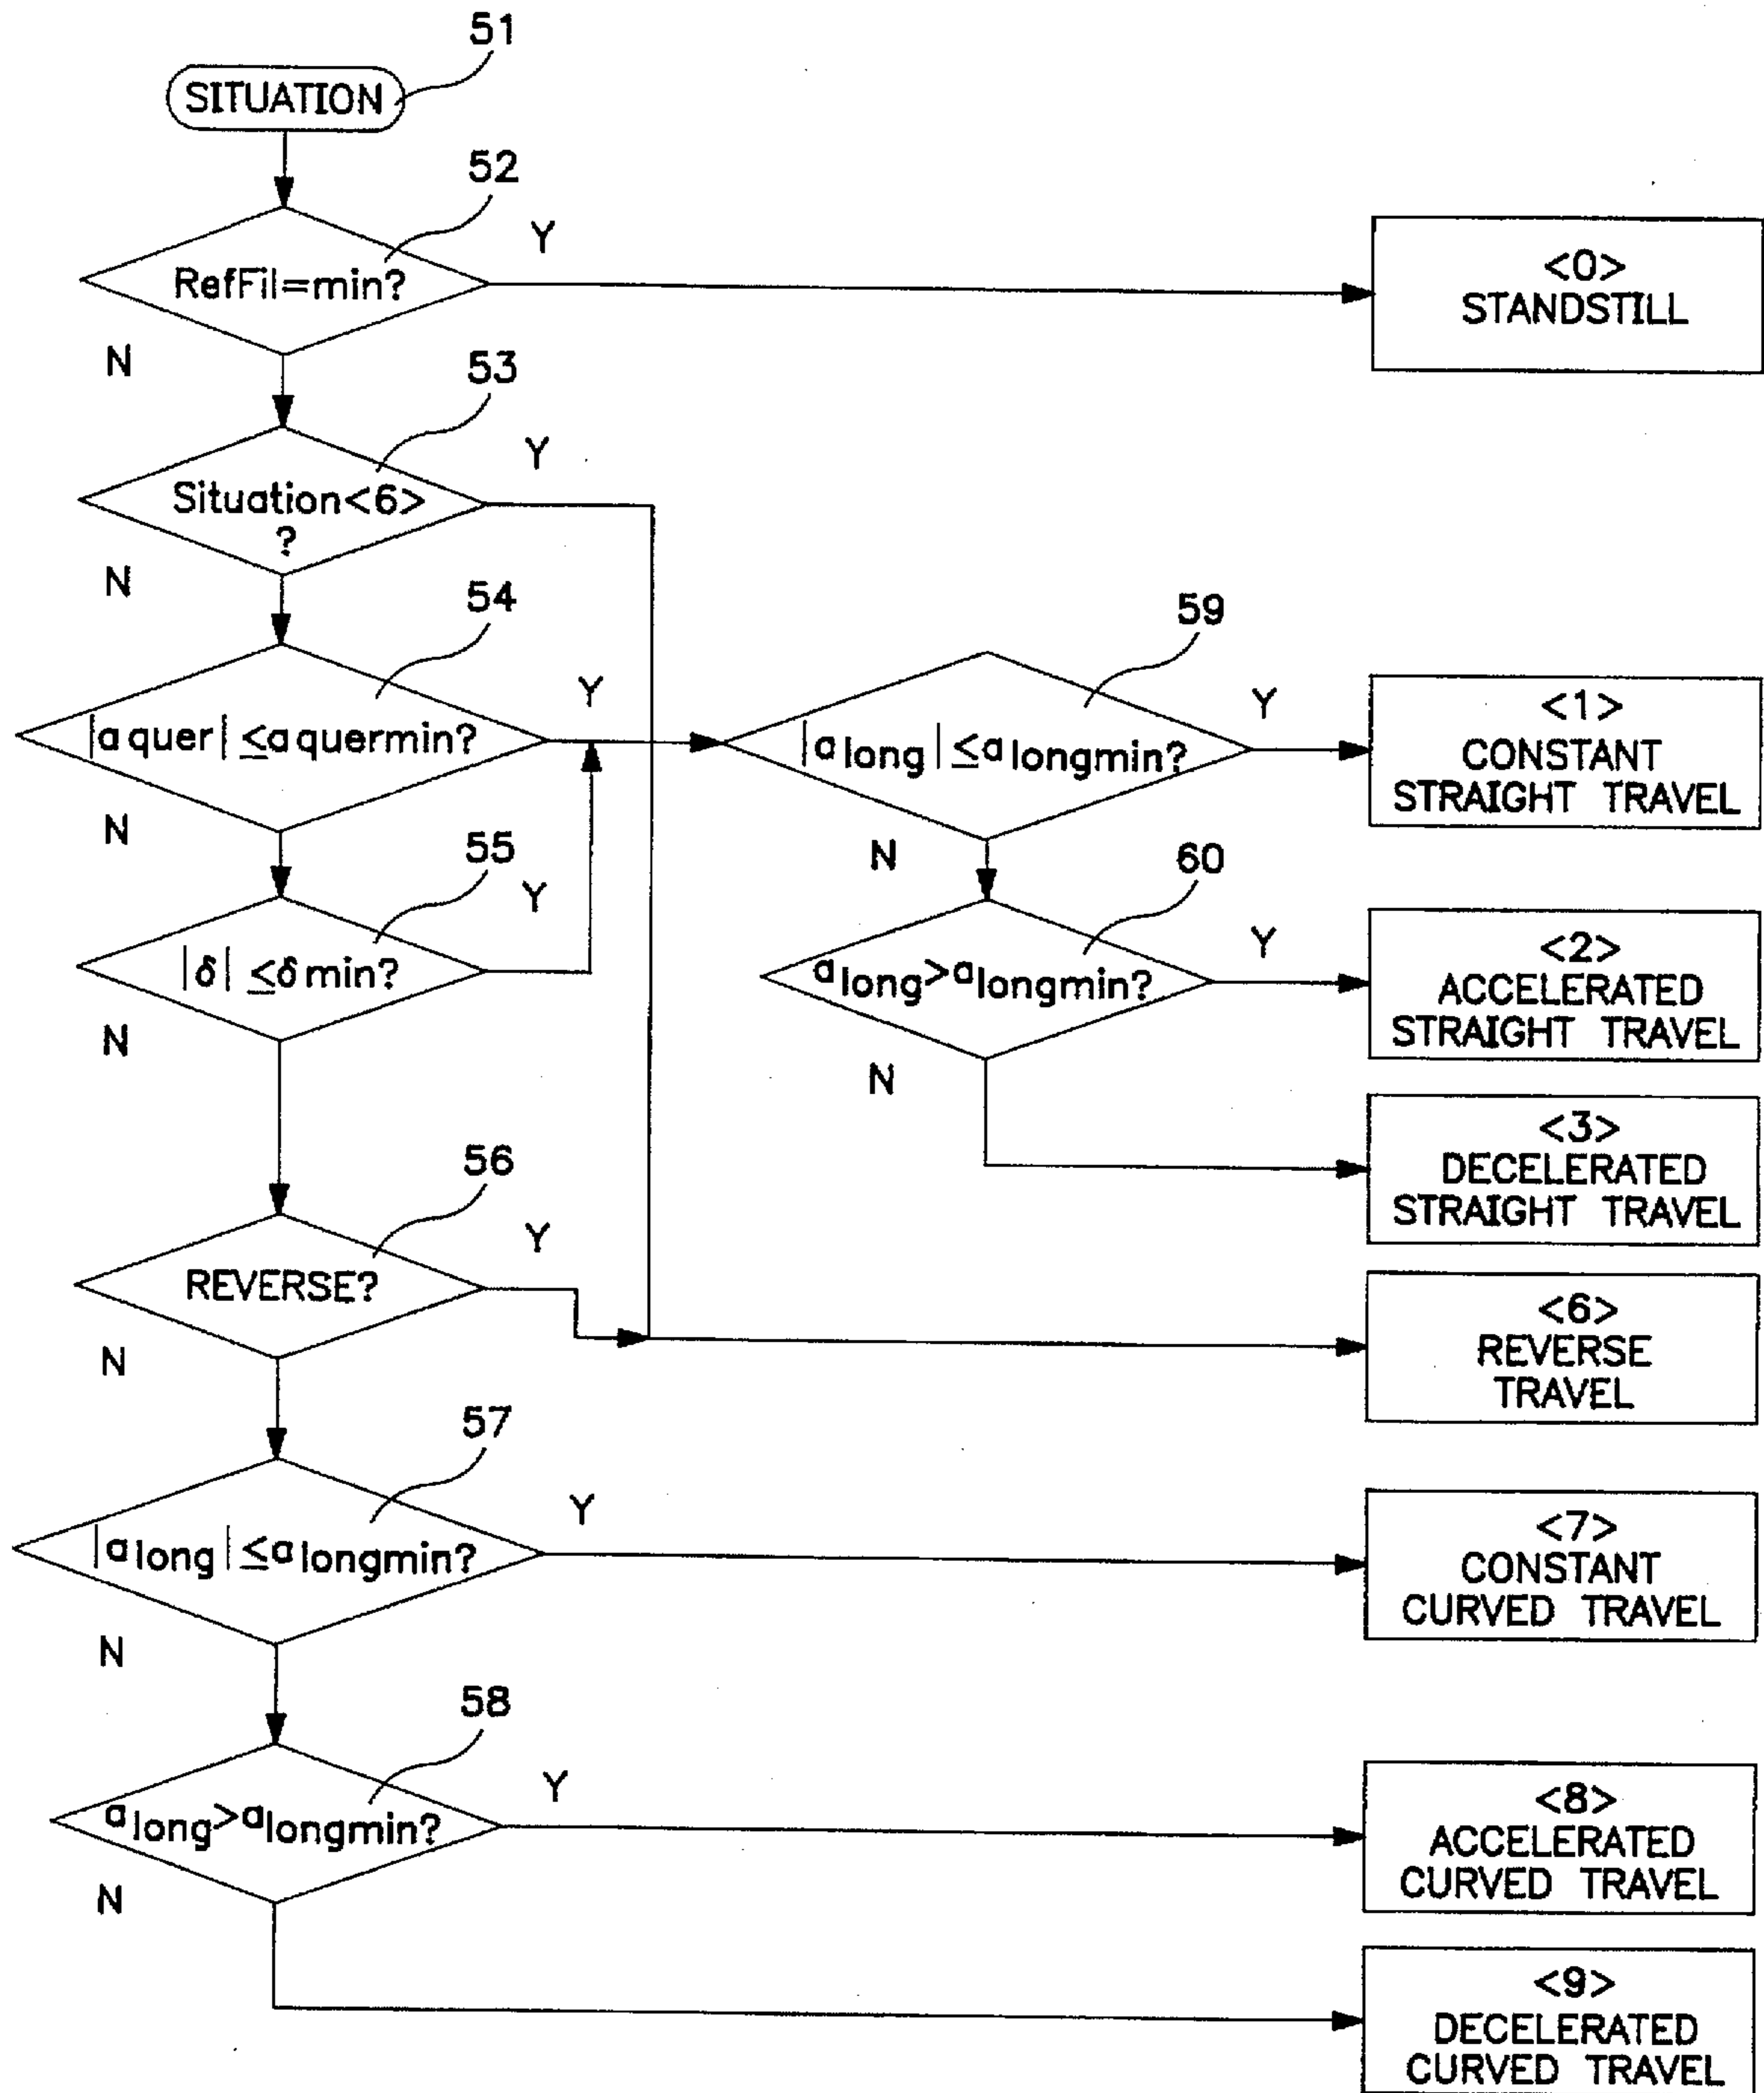 51
SITUATION
52
Y
RefFil=min?
<0>
STANDSTILL
N
53
Y
Situation<6>
?
N
54
59
Y
|a quer| ≤a quermin?
Y
|a long| ≤a longmin?
<1>
CONSTANT
STRAIGHT TRAVEL
N
55
Y
N
60
|δ| ≤δ min?
Y
a long>a longmin?
<2>
ACCELERATED
STRAIGHT TRAVEL
N
N
<3>
DECELERATED
STRAIGHT TRAVEL
56
Y
REVERSE?
<6>
REVERSE
TRAVEL
N
57
Y
|a long| ≤a longmin?
<7>
CONSTANT
CURVED TRAVEL
N
58
Y
a long>a longmin?
<8>
ACCELERATED
CURVED TRAVEL
N
<9>
DECELERATED
CURVED TRAVEL